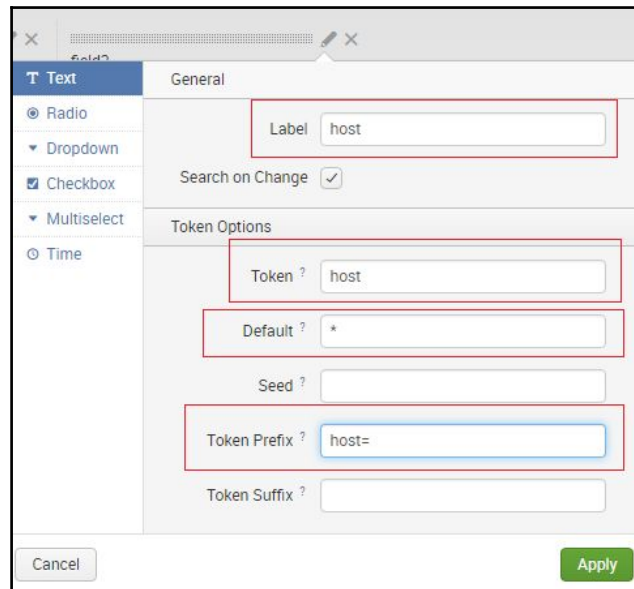 field2
T Text
General
Radio
Label host
Dropdown
Search on Change
Checkbox
Multiselect
Token Options
Time
Token ? host
Default ? *
Seed ?
Token Prefix ? host=
Token Suffix ?
Cancel
Apply